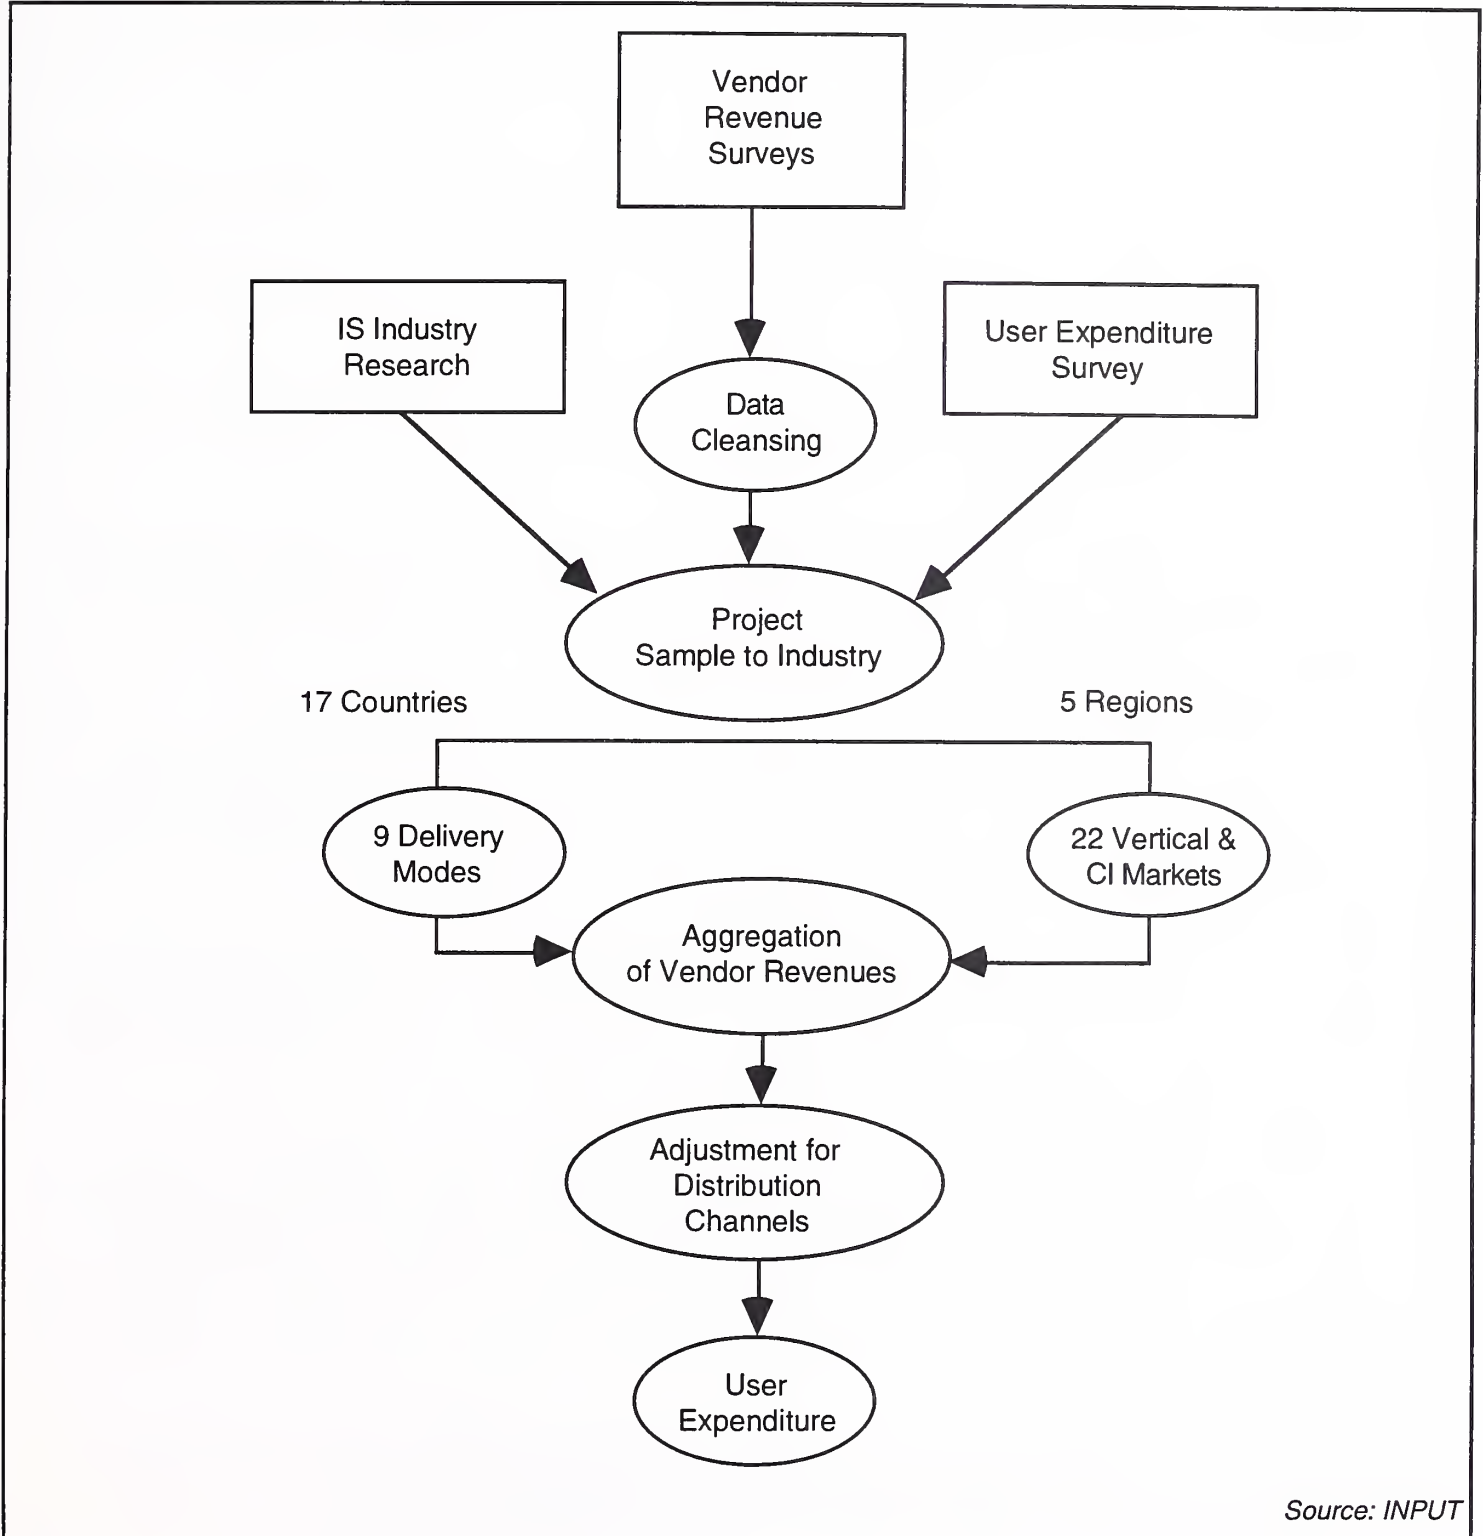 Vendor
Revenue
Surveys
IS Industry
Research
User Expenditure
Survey
Data
Cleansing
Project
Sample to Industry
17 Countries
5 Regions
9 Delivery
Modes
22 Vertical &
CI Markets
Aggregation
of Vendor Revenues
Adjustment for
Distribution
Channels
User
Expenditure
Source: INPUT